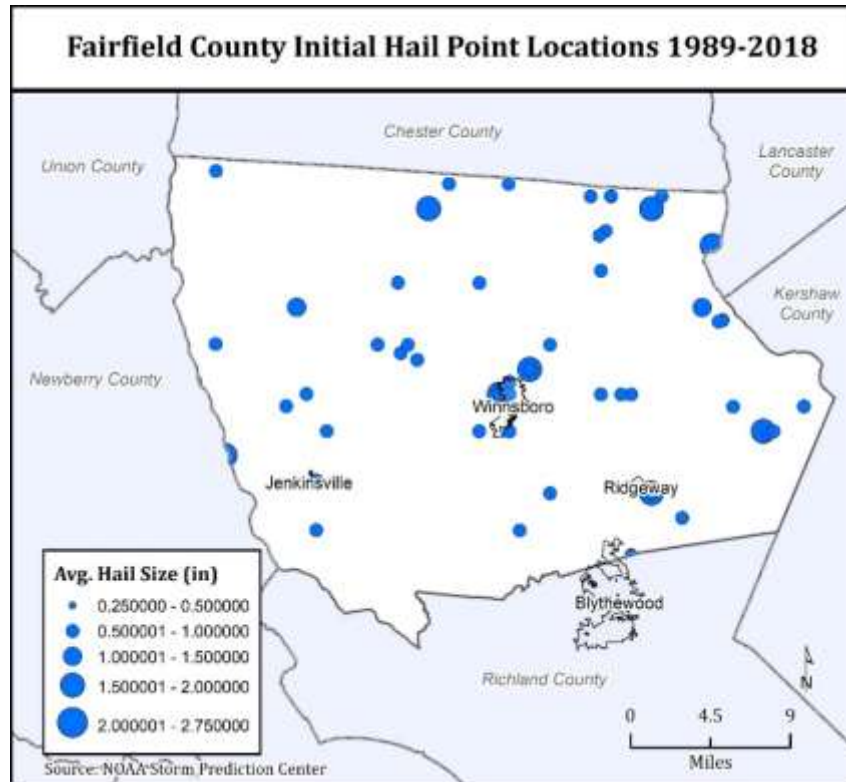 Fairfield County Initial Hail Point Locations 1989-2018
Chester County
Union County
Lancaster
County
Kershaw
County
Newberry County
Winnsboro
Jenkinsville
Ridgeway
Avg. Hail Size (in)
0.250000 - 0.500000
0.500001 - 1.000000
1.000001 - 1.500000
1.500001 - 2.000000
2.000001 - 2.750000
Blythewood
Richland County
N
0 4.5 9
Miles
Source: NOAA Storm Prediction Center